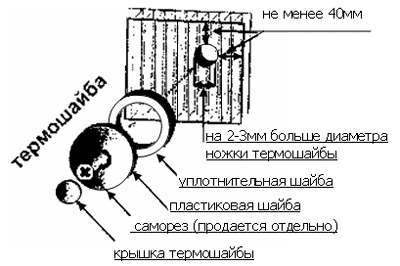 не менее 40мм
термошайба
на 2-3мм больше диаметра
ножки термошайбы
уплотнительная шайба
пластиковая шайба
саморез (продается отдельно)
крышка термошайбы